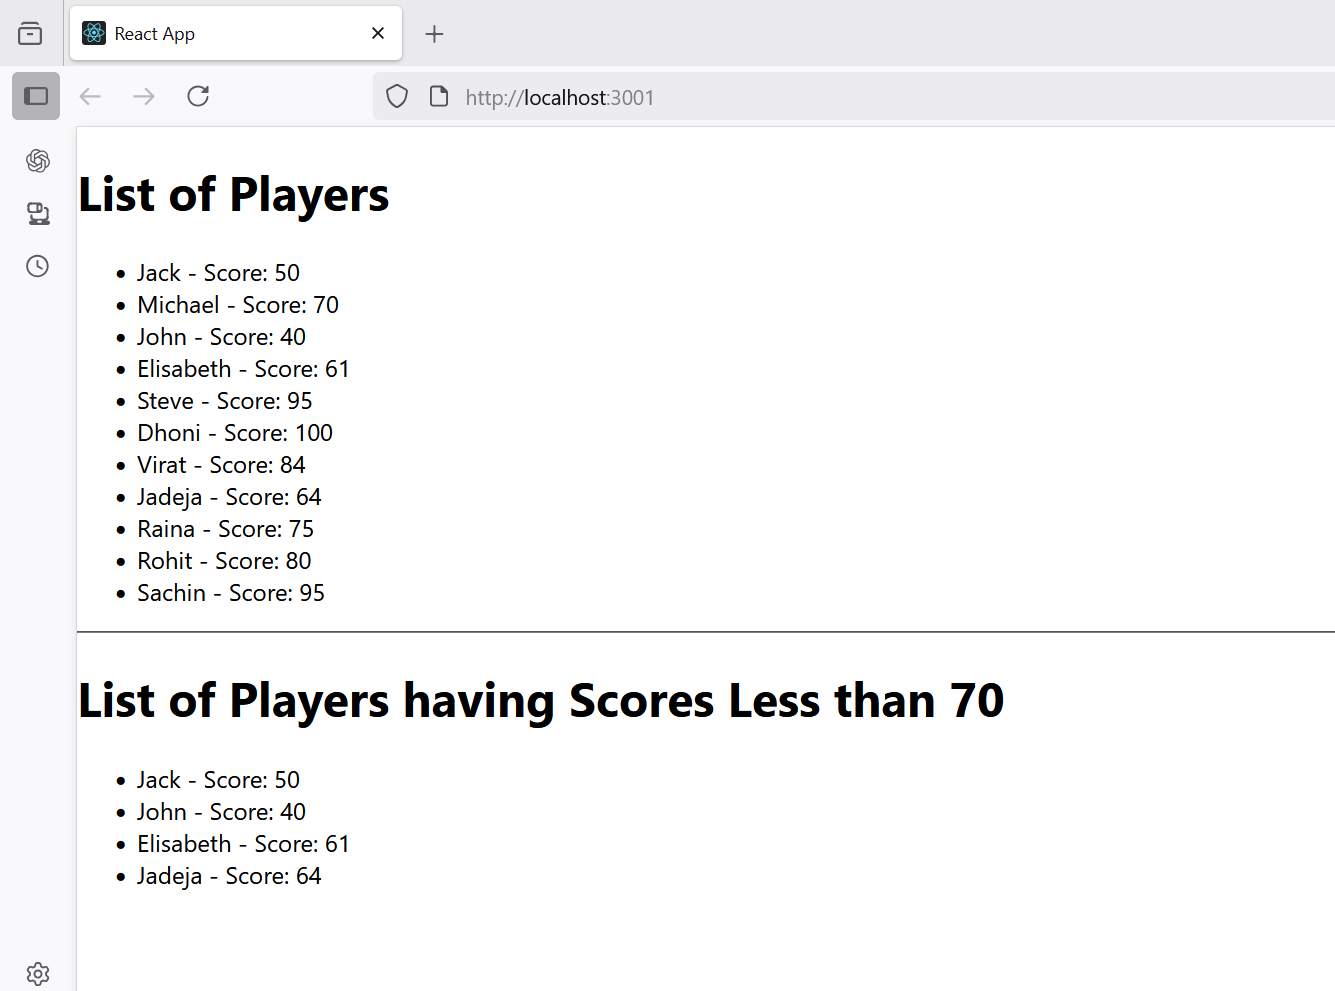 React App
http://localhost:3001
List of Players
Jack - Score: 50
Michael - Score: 70
John - Score: 40
Elisabeth - Score: 61
Steve - Score: 95
Dhoni - Score: 100
Virat - Score: 84
Jadeja - Score: 64
Raina - Score: 75
Rohit - Score: 80
Sachin - Score: 95
List of Players having Scores Less than 70
Jack - Score: 50
John - Score: 40
Elisabeth - Score: 61
Jadeja - Score: 64